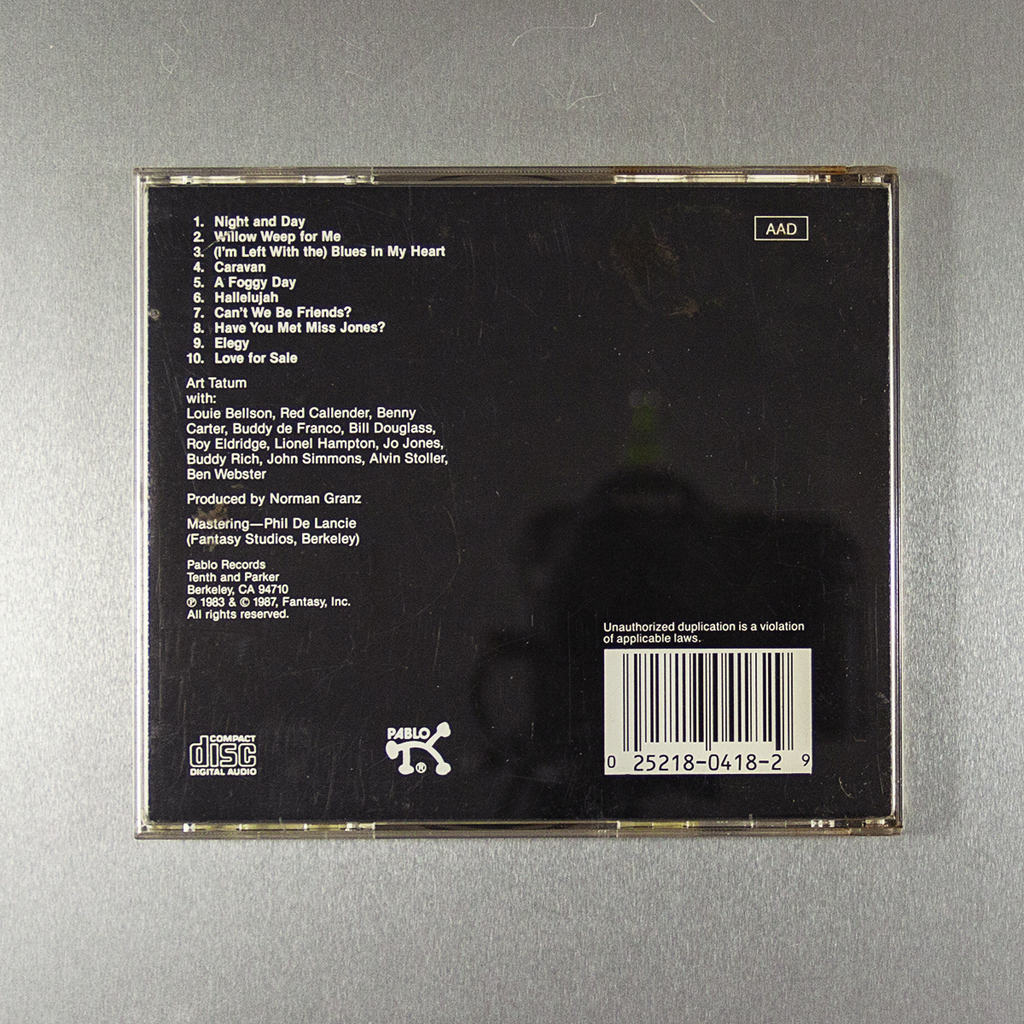 1. Night and Day
2. Willow Weep for Me
3. (I'm Left With the) Blues in My Heart
4. Caravan
5. A Foggy Day
6. Hallelujah
7. Can't We Be Friends?
8. Have You Met Miss Jones?
9. Elegy
10. Love for Sale
AAD
Art Tatum
with:
Louie Bellson, Red Callender, Benny
Carter, Buddy de Franco, Bill Douglass,
Roy Eldridge, Lionel Hampton, Jo Jones,
Buddy Rich, John Simmons, Alvin Stoller,
Ben Webster
Produced by Norman Granz
Mastering—Phil De Lancie
(Fantasy Studios, Berkeley)
Pablo Records
Tenth and Parker
Berkeley, CA 94710
℗ 1983 & © 1987, Fantasy, Inc.
All rights reserved.
Unauthorized duplication is a violation
of applicable laws.
COMPACT
disc
DIGITAL AUDIO
PABLO
®
0 25218-0418-2 9